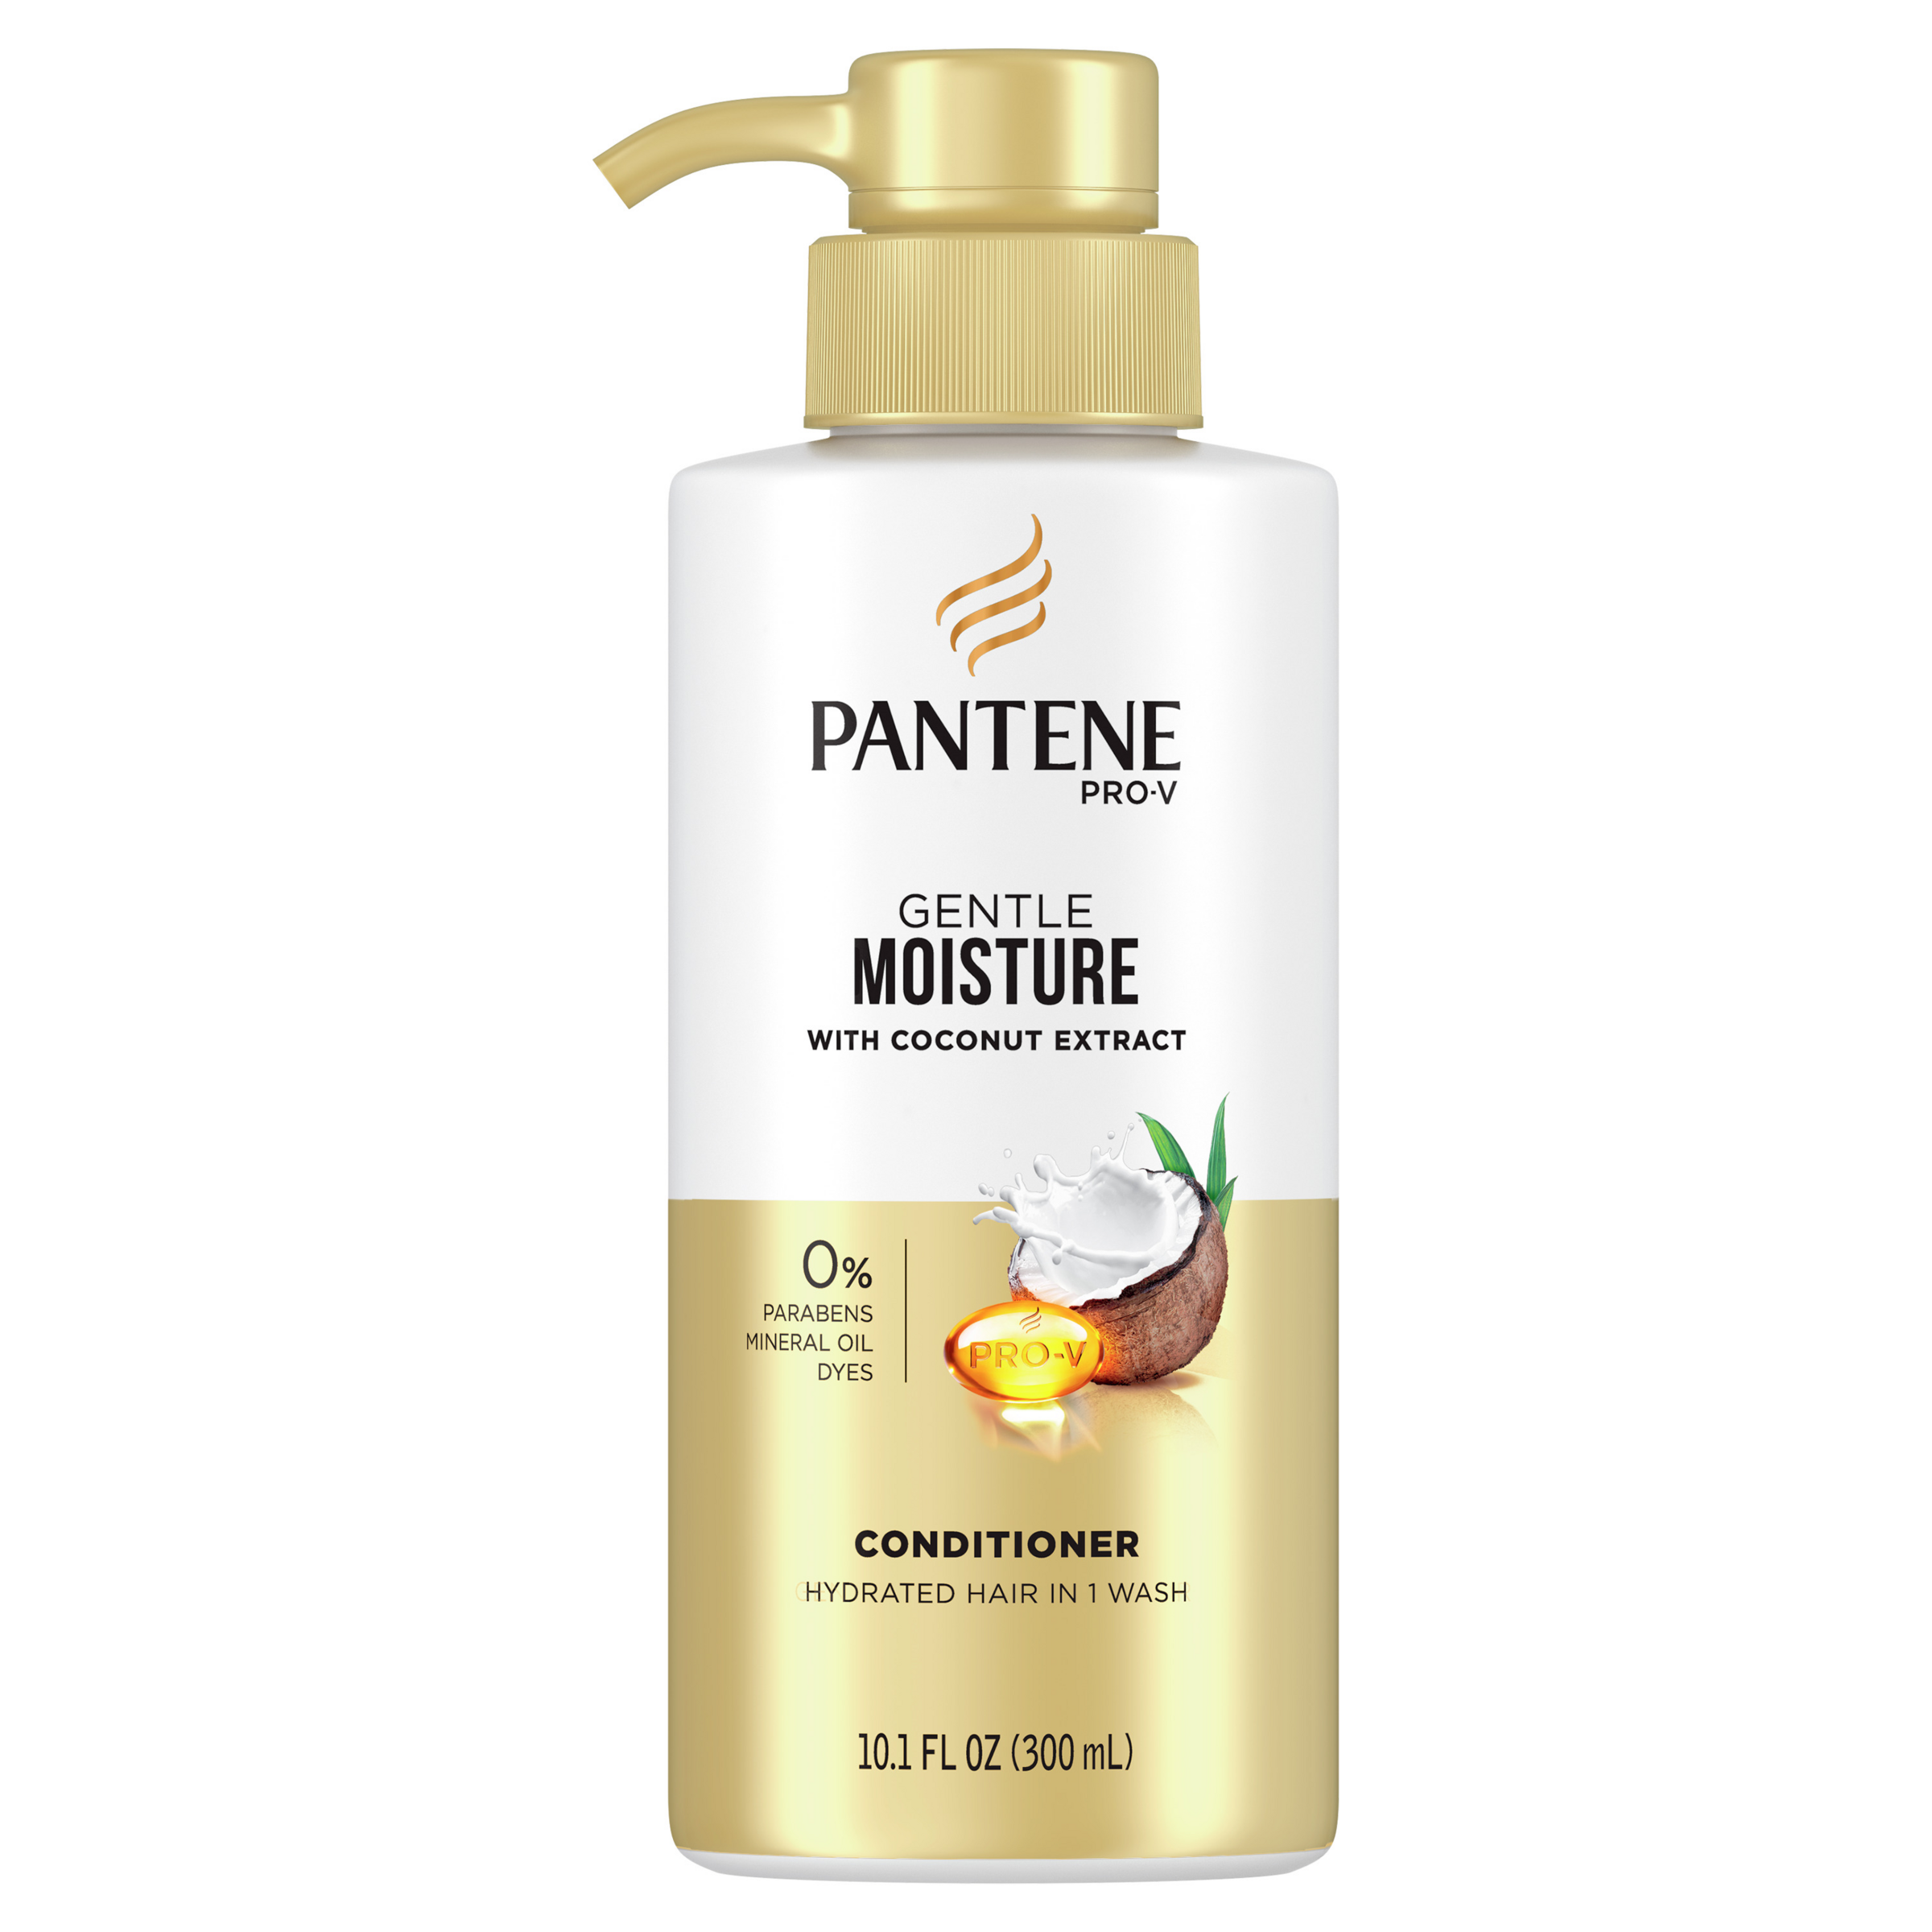 PANTENE
PRO-V
GENTLE
MOISTURE
WITH COCONUT EXTRACT
0%
PARABENS
MINERAL OIL
DYES
PRO-V
CONDITIONER
HYDRATED HAIR IN 1 WASH
10.1 FL OZ (300 mL)